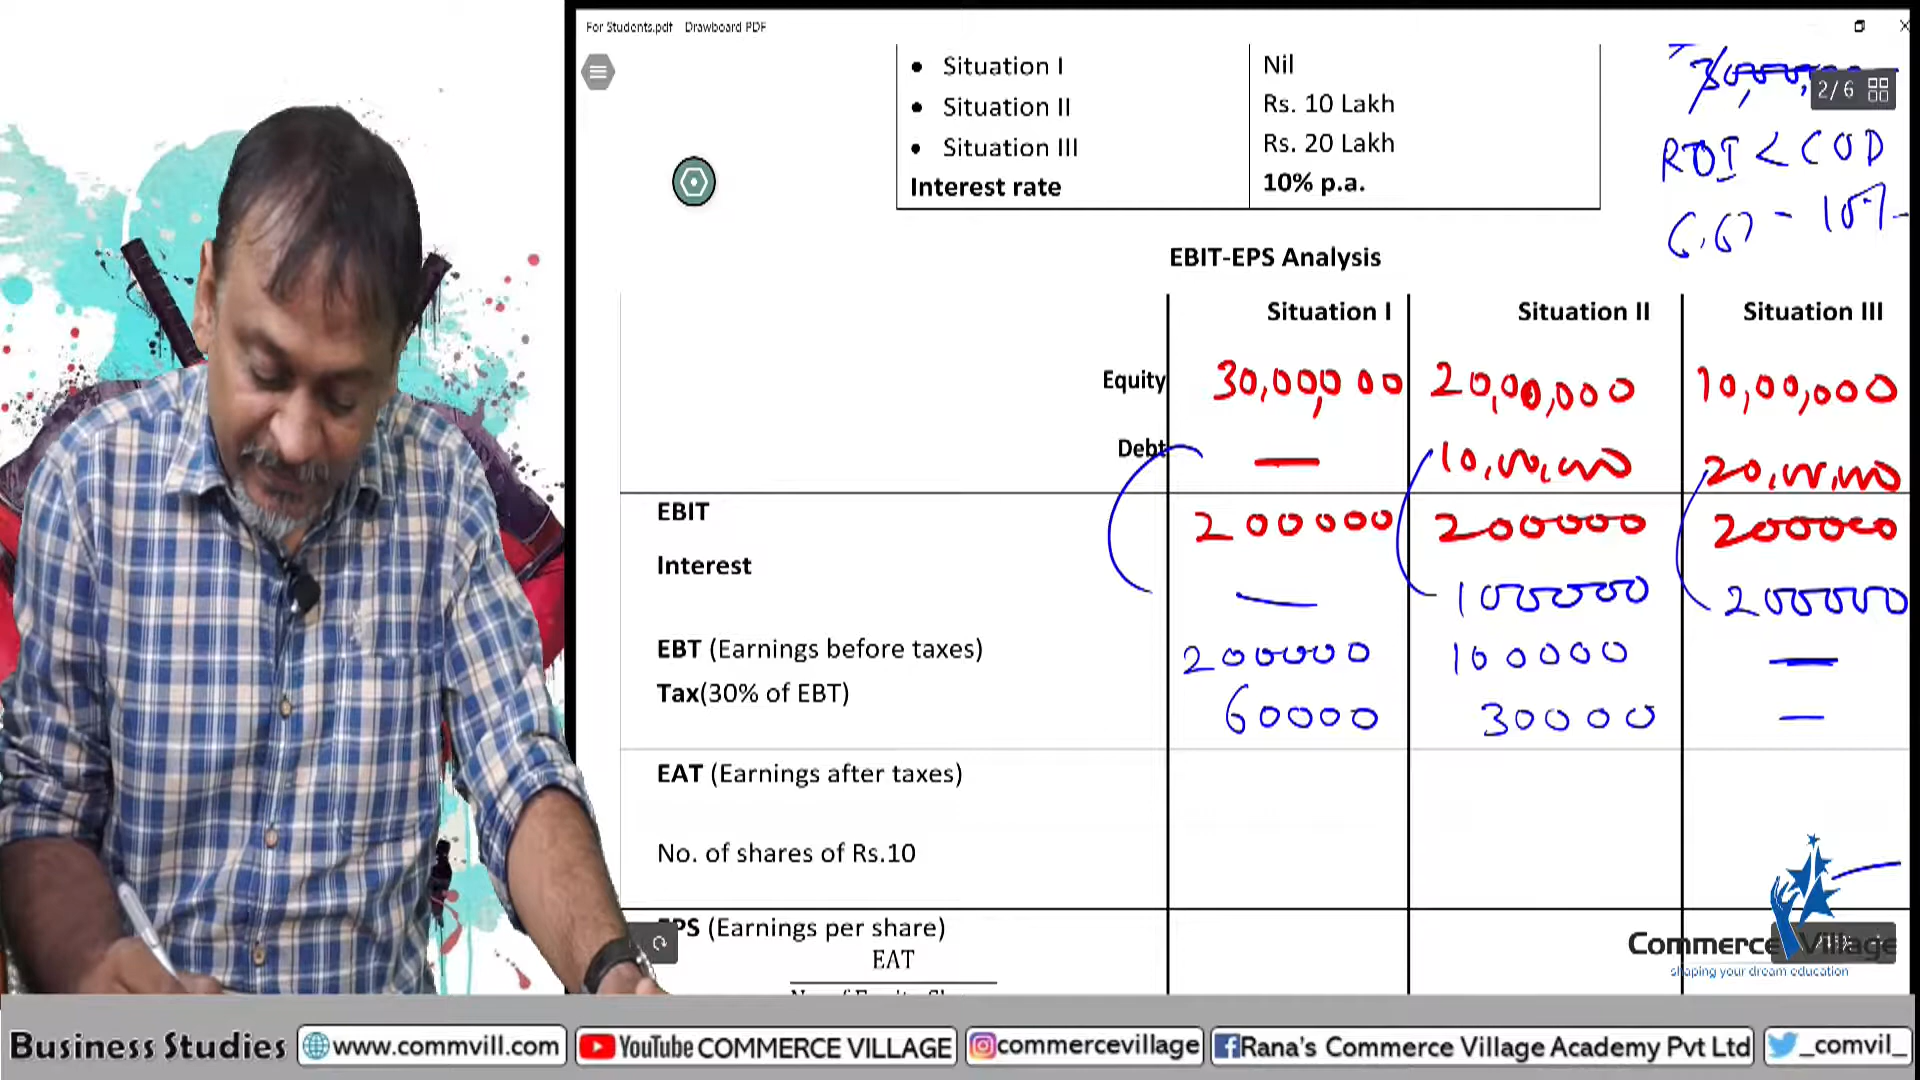 For Students.pdf Drawboard PDF
• Situation I Nil
• Situation II Rs. 10 Lakh
• Situation III Rs. 20 Lakh
Interest rate 10% p.a.
2/6
ROI < COD
6.67 - 10%
EBIT-EPS Analysis
Situation I Situation II Situation III
Equity 30,00,000 20,00,000 10,00,000
Debt — 10,00,000 20,00,000
EBIT 200000 200000 200000
Interest — 100000 200000
EBT (Earnings before taxes) 200000 100000 —
Tax(30% of EBT) 60000 30000 —
EAT (Earnings after taxes)
No. of shares of Rs.10
EPS (Earnings per share)
EAT
Commerce Village
shaping your dream education
Business Studies www.commvill.com YouTube COMMERCE VILLAGE commercevillage Rana's Commerce Village Academy Pvt Ltd _comvil_